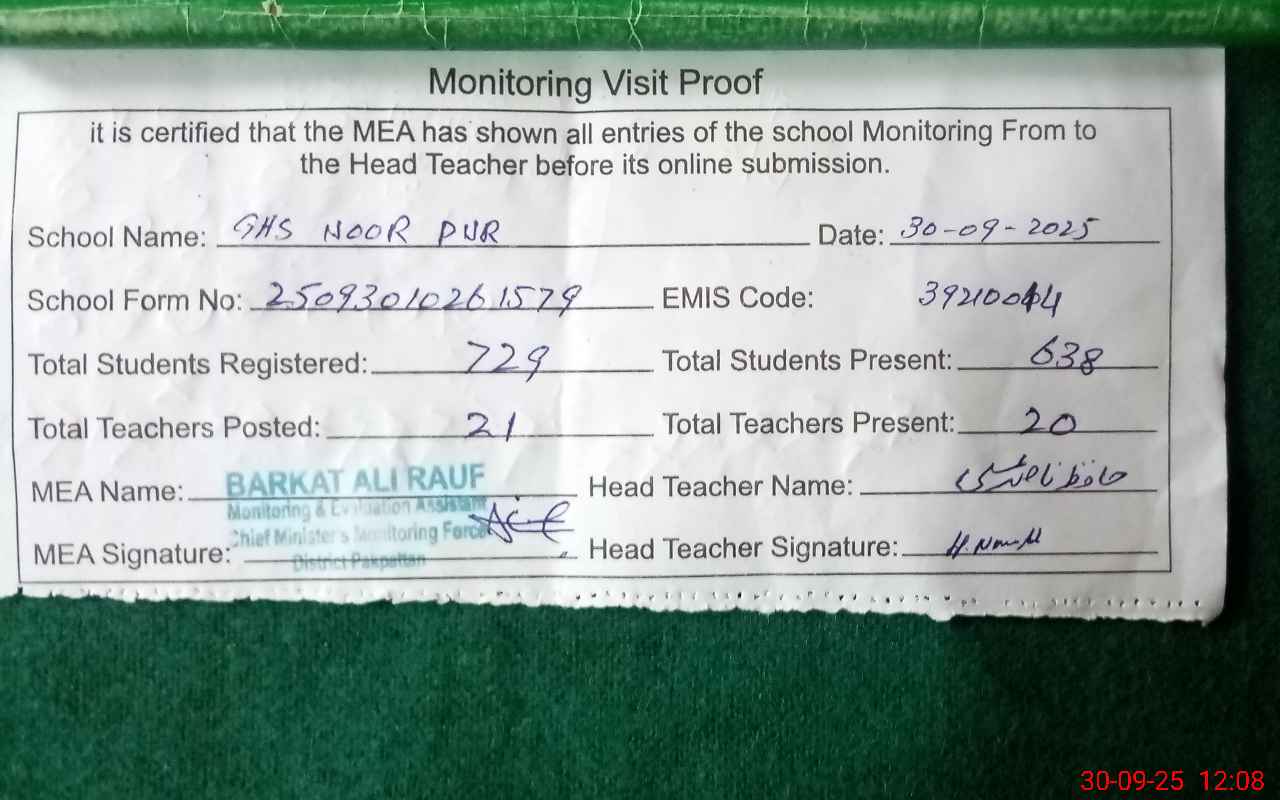 Monitoring Visit Proof
it is certified that the MEA has shown all entries of the school Monitoring From to
the Head Teacher before its online submission.
School Name: GHS NOOR PUR Date: 30-09-2025
School Form No: 25093010261579 EMIS Code: 39210044
Total Students Registered: 729 Total Students Present: 638
Total Teachers Posted: 21 Total Teachers Present: 20
MEA Name: BARKAT ALI RAUF Head Teacher Name: حافظ
Monitoring & Evaluation Assistant
Chief Minister's Monitoring Force
MEA Signature: Head Teacher Signature:
District Pakpattan
30-09-25 12:08